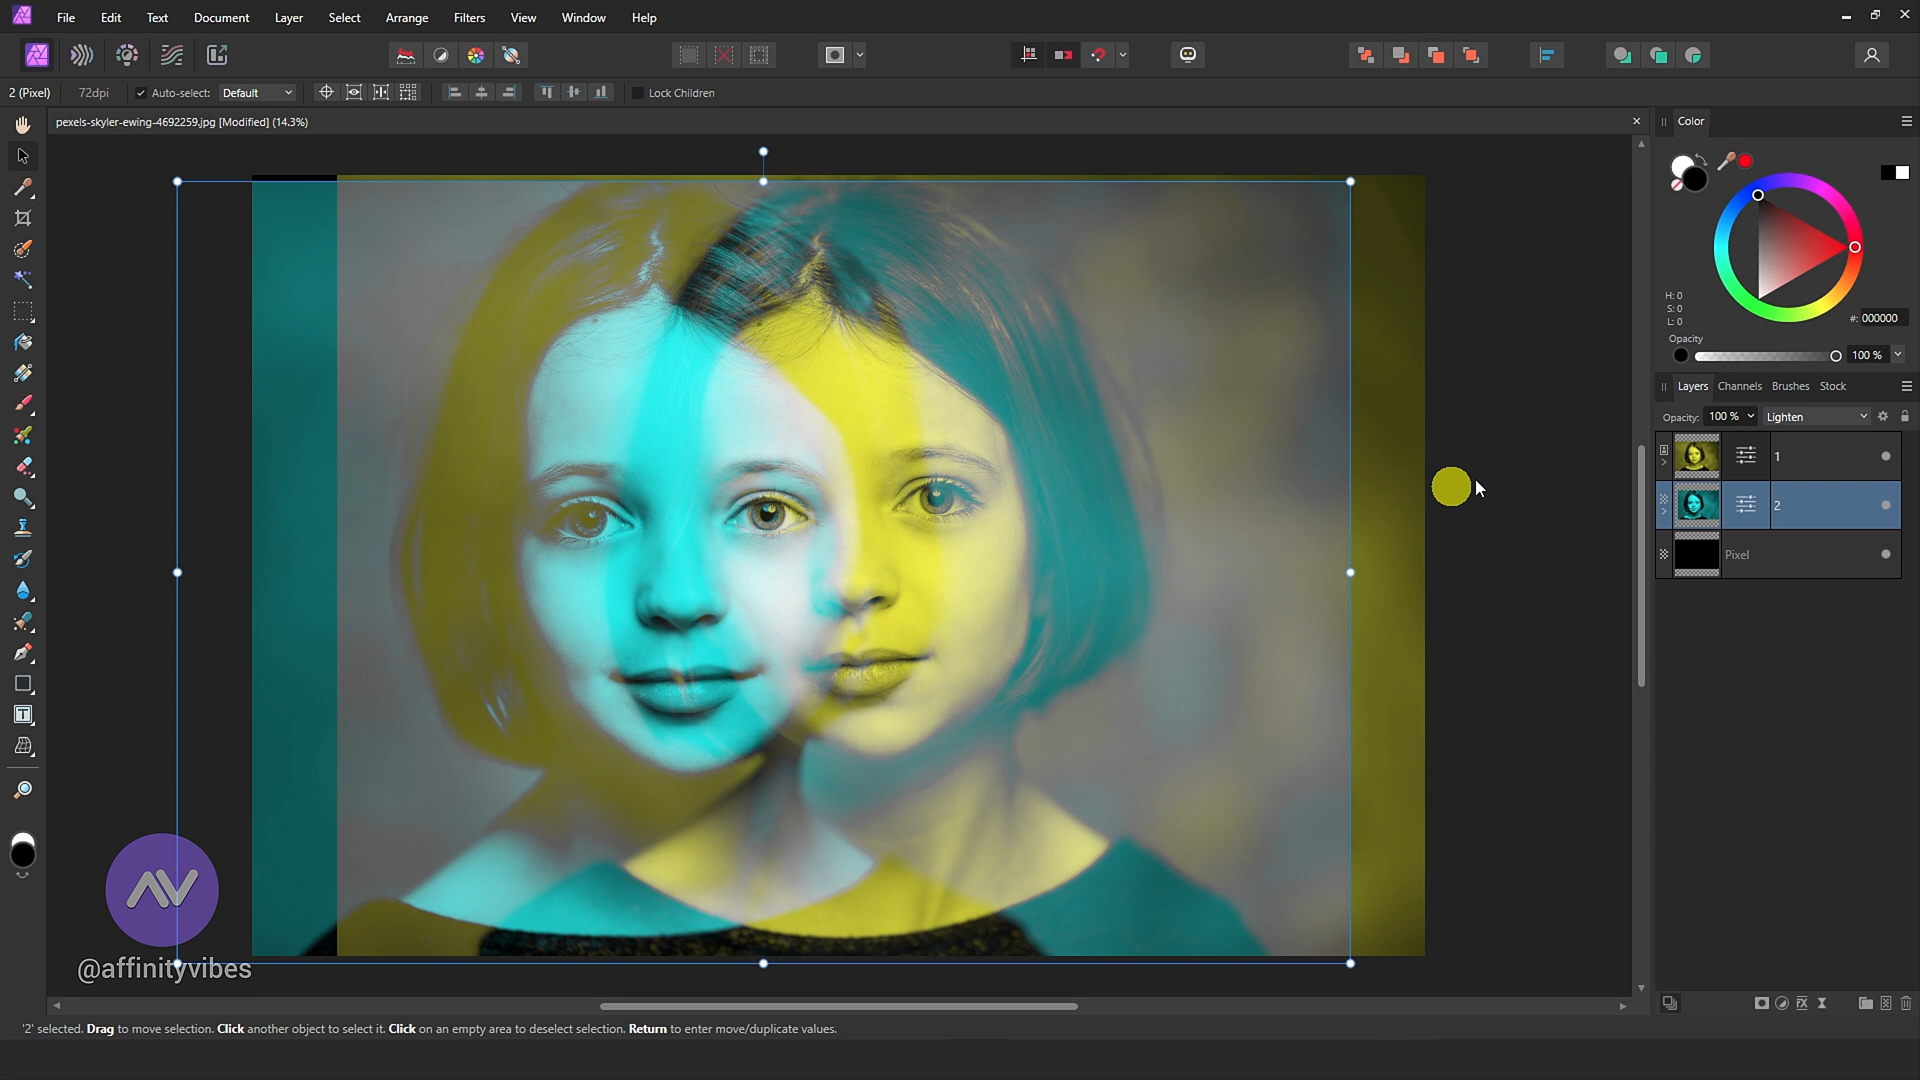 File Edit Text Document Layer Select Arrange Filters View Window Help
2 (Pixel) 72dpi Auto-select: Default Lock Children
pexels-skyler-ewing-4692259.jpg [Modified] (14.3%)
Color
H: 0
S: 0
L: 0
#: 000000
Opacity
100 %
Layers Channels Brushes Stock
Opacity: 100 % Lighten
1
2
Pixel
AV
@affinityvibes
'2' selected. Drag to move selection. Click another object to select it. Click on an empty area to deselect selection. Return to enter move/duplicate values.